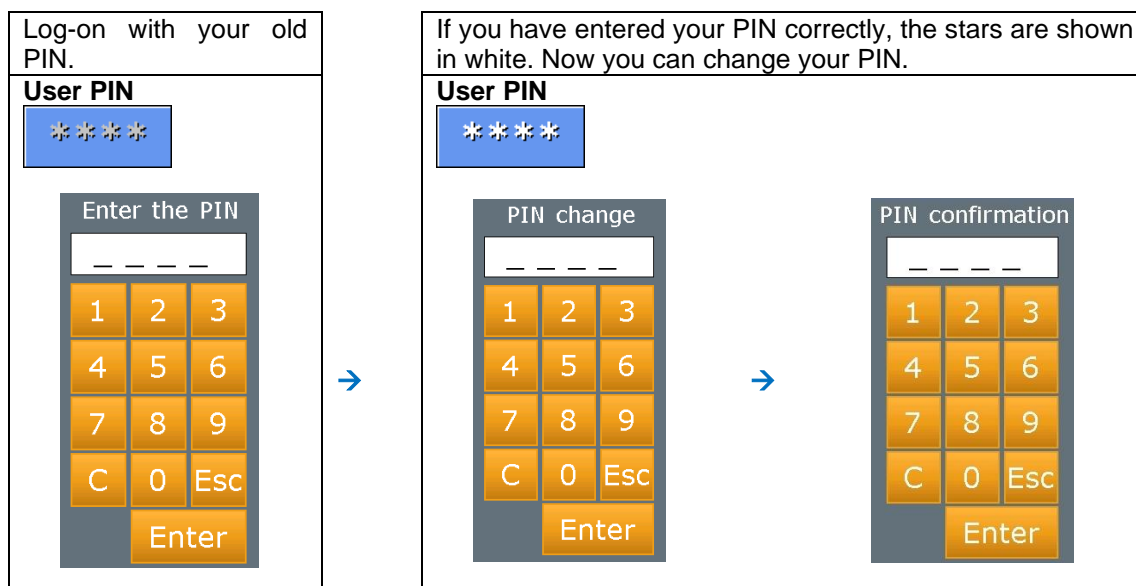 Log-on with your old
PIN.
User PIN
****
Enter the PIN
_ _ _ _
1 2 3
4 5 6
7 8 9
C 0 Esc
Enter
→
If you have entered your PIN correctly, the stars are shown
in white. Now you can change your PIN.
User PIN
****
PIN change
_ _ _ _
1 2 3
4 5 6
7 8 9
C 0 Esc
Enter
→
PIN confirmation
_ _ _ _
1 2 3
4 5 6
7 8 9
C 0 Esc
Enter